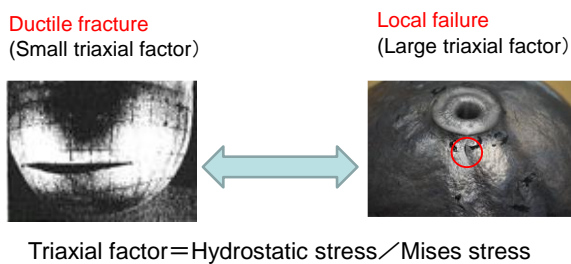 Ductile fracture
(Small triaxial factor)
Local failure
(Large triaxial factor)
Triaxial factor＝Hydrostatic stress／Mises stress